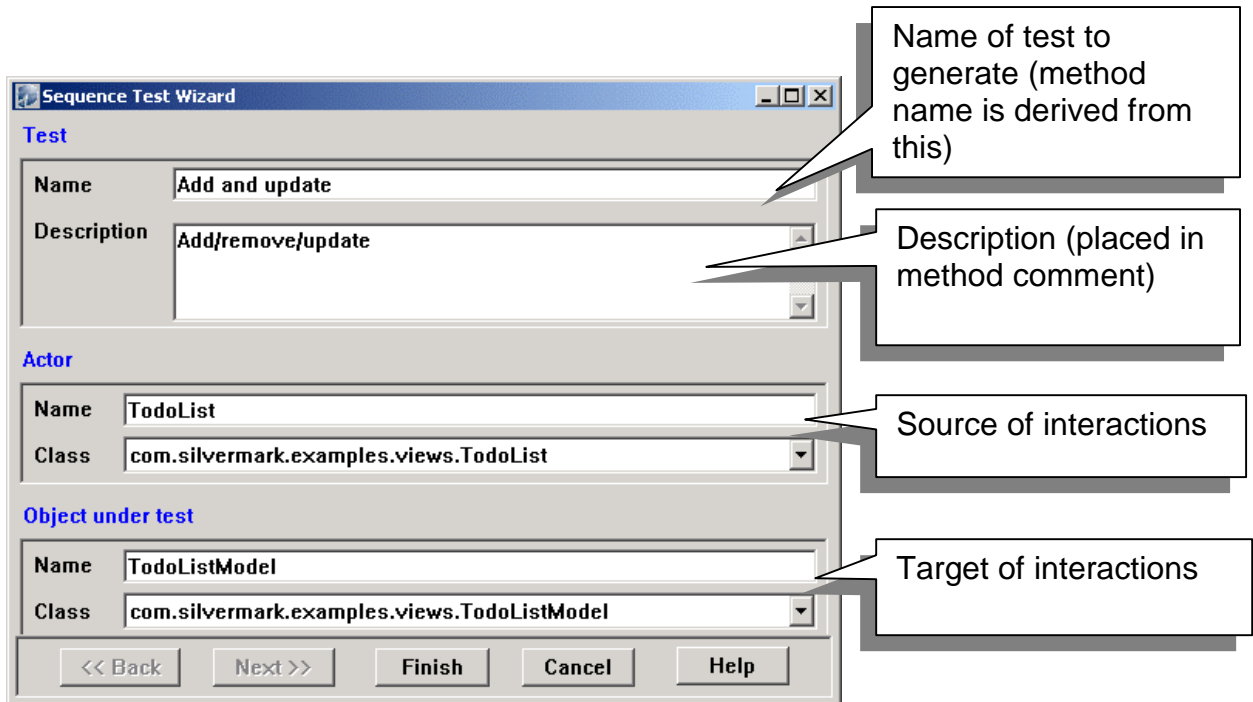 Sequence Test Wizard
Test
Name
Add and update
Description
Add/remove/update
Actor
Name
TodoList
Class
com.silvermark.examples.views.TodoList
Object under test
Name
TodoListModel
Class
com.silvermark.examples.views.TodoListModel
<< Back
Next >>
Finish
Cancel
Help
Name of test to
generate (method
name is derived from
this)
Description (placed in
method comment)
Source of interactions
Target of interactions